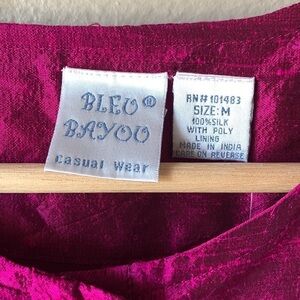 BLEU®
BAYOU
Casual Wear
RN# 101483
SIZE: M
100% SILK
WITH POLY
LINING
MADE IN INDIA
CARE ON REVERSE